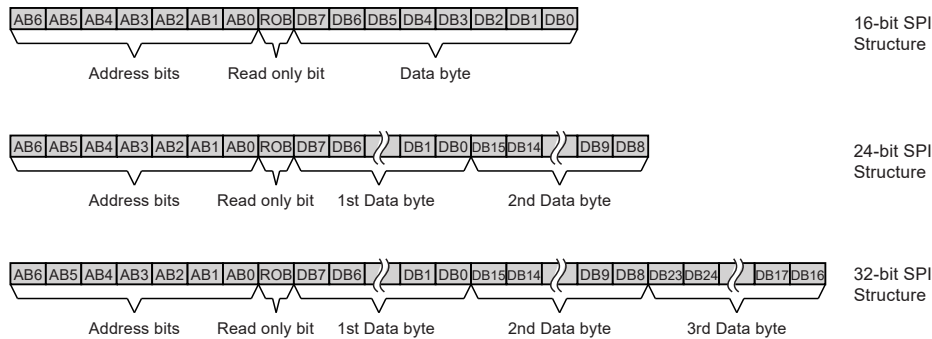 AB6 AB5 AB4 AB3 AB2 AB1 AB0 ROB DB7 DB6 DB5 DB4 DB3 DB2 DB1 DB0
16-bit SPI
Structure
Address bits Read only bit Data byte
AB6 AB5 AB4 AB3 AB2 AB1 AB0 ROB DB7 DB6 DB1 DB0 DB15 DB14 DB9 DB8
24-bit SPI
Structure
Address bits Read only bit 1st Data byte 2nd Data byte
AB6 AB5 AB4 AB3 AB2 AB1 AB0 ROB DB7 DB6 DB1 DB0 DB15 DB14 DB9 DB8 DB23 DB24 DB17 DB16
32-bit SPI
Structure
Address bits Read only bit 1st Data byte 2nd Data byte 3rd Data byte